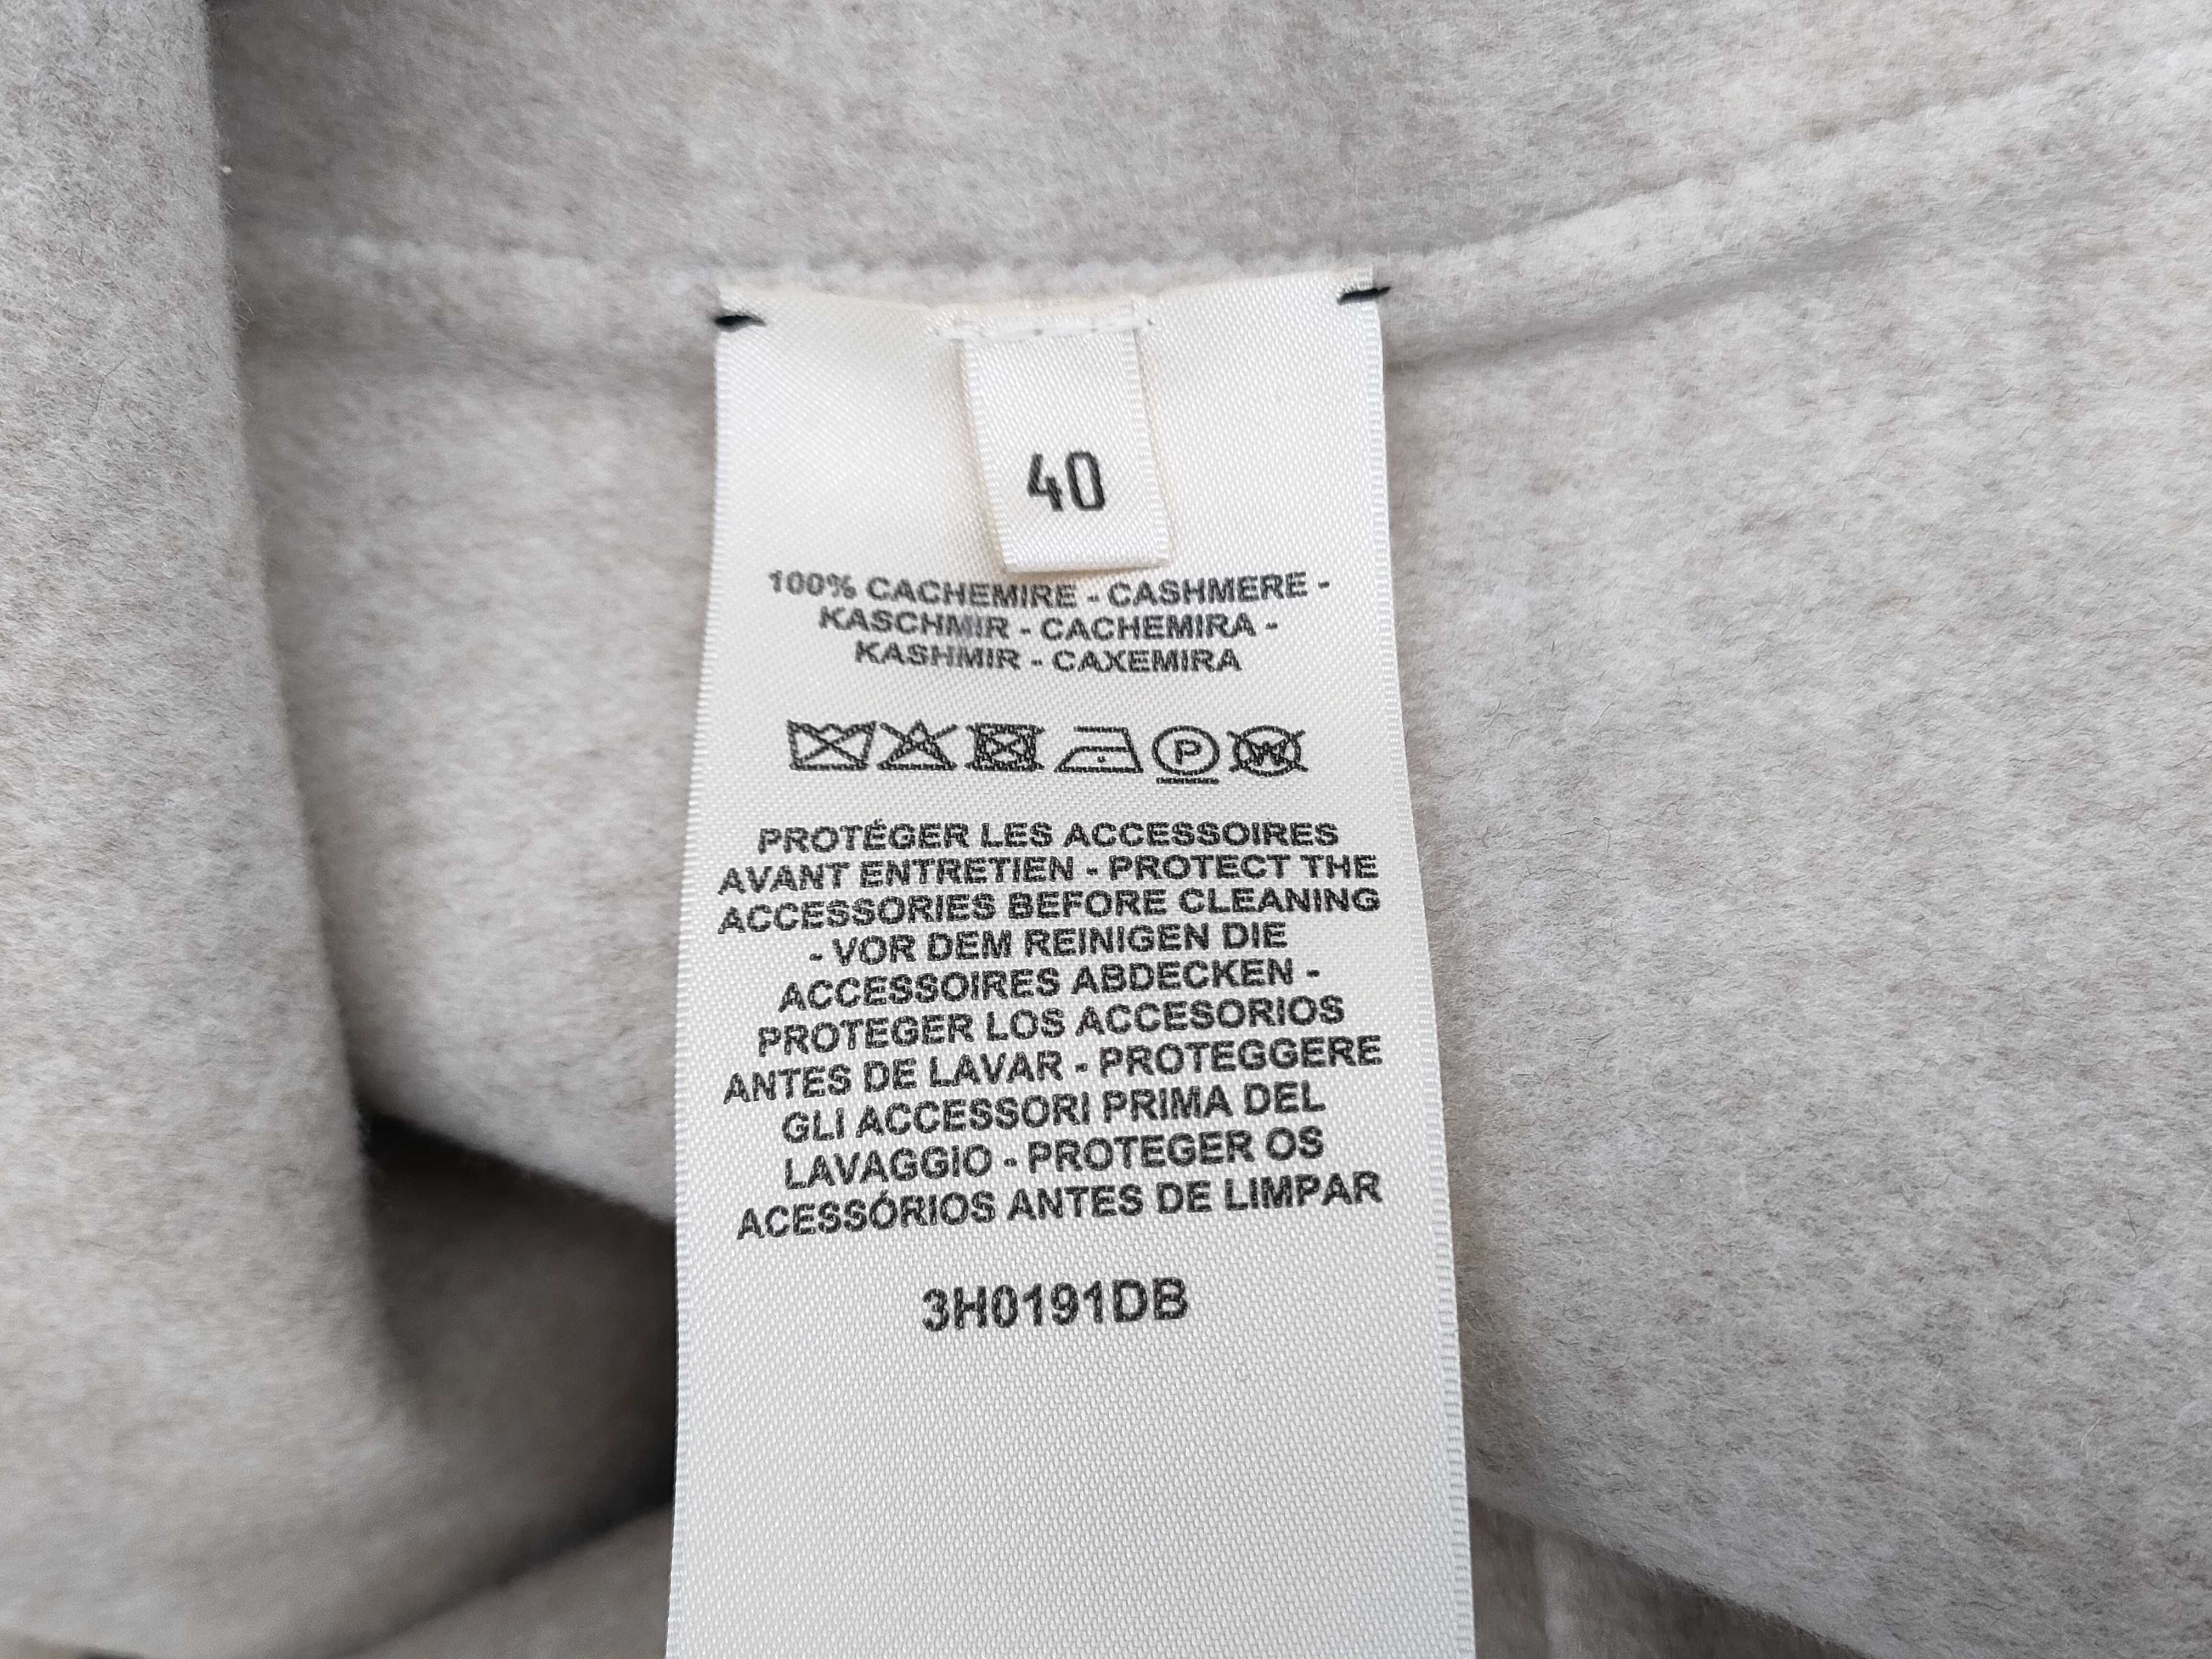 40
100% CACHEMIRE - CASHMERE -
KASCHMIR - CACHEMIRA -
KASHMIR - CAXEMIRA
P W
PROTÉGER LES ACCESSOIRES
AVANT ENTRETIEN - PROTECT THE
ACCESSORIES BEFORE CLEANING
- VOR DEM REINIGEN DIE
ACCESSOIRES ABDECKEN -
PROTEGER LOS ACCESORIOS
ANTES DE LAVAR - PROTEGGERE
GLI ACCESSORI PRIMA DEL
LAVAGGIO - PROTEGER OS
ACESSÓRIOS ANTES DE LIMPAR
3H0191DB